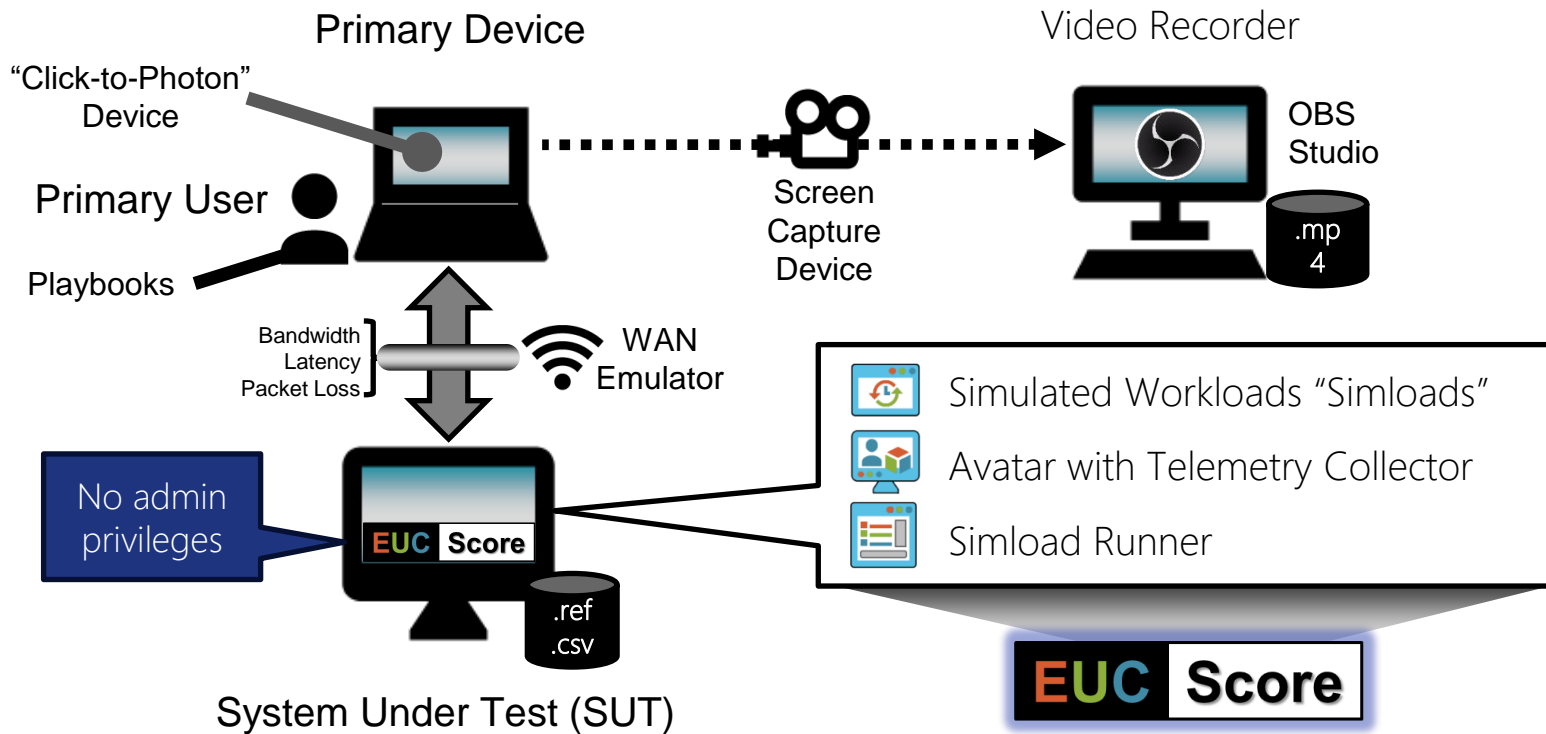 Primary Device
Video Recorder
“Click-to-Photon”
Device
OBS
Studio
Primary User
Screen
Capture
Device
.mp
4
Playbooks
Bandwidth
Latency
Packet Loss
WAN
Emulator
Simulated Workloads “Simloads”
Avatar with Telemetry Collector
Simload Runner
No admin
privileges
EUC Score
.ref
.csv
System Under Test (SUT)
EUC Score